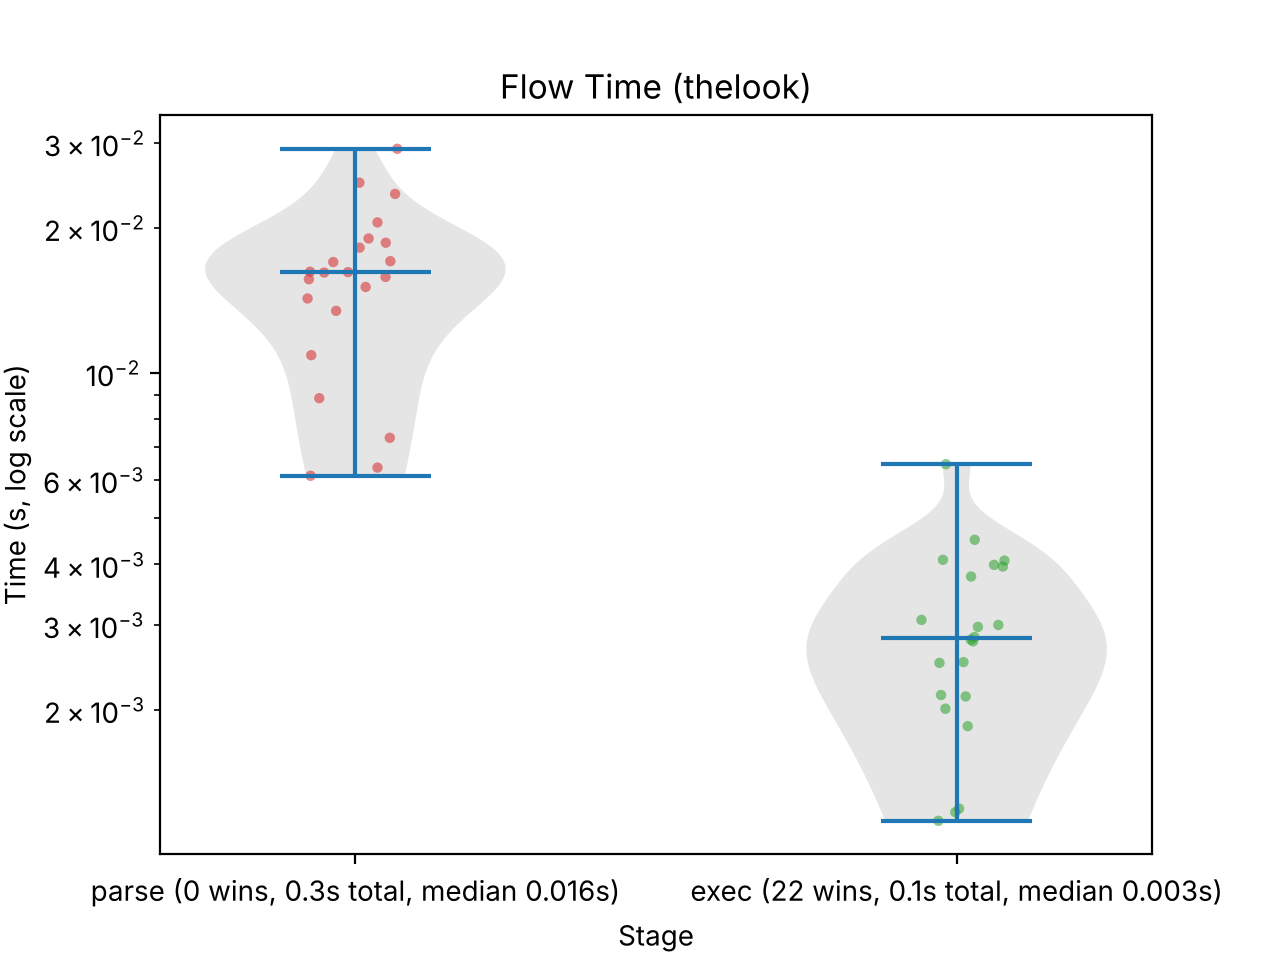 Flow Time (thelook)
3 × 10⁻²
2 × 10⁻²
10⁻²
6 × 10⁻³
4 × 10⁻³
3 × 10⁻³
2 × 10⁻³
Time (s, log scale)
parse (0 wins, 0.3s total, median 0.016s)
exec (22 wins, 0.1s total, median 0.003s)
Stage